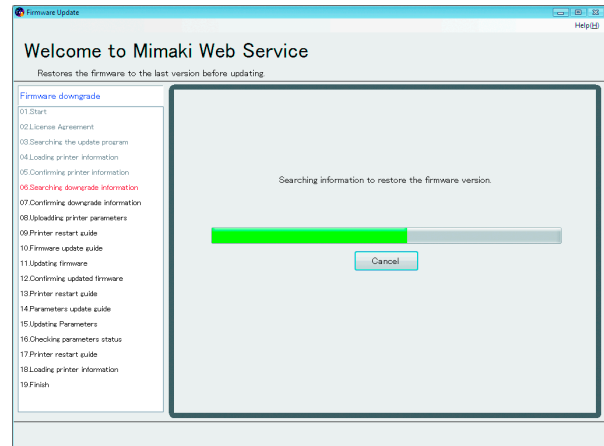 Firmware Update
Help(H)
Welcome to Mimaki Web Service
Restores the firmware to the last version before updating.
Firmware downgrade
01.Start
02.License Agreement
03.Searching the update program
04.Loading printer information
05.Confirming printer information
06.Searching downgrade information
07.Confirming downgrade information
08.Uploadding printer parameters
09.Printer restart guide
10.Firmware update guide
11.Updating firmware
12.Confirming updated firmware
13.Printer restart guide
14.Parameters update guide
15.Updating Parameters
16.Checking parameters status
17.Printer restart guide
18.Loading printer information
19.Finish
Searching information to restore the firmware version.
Cancel